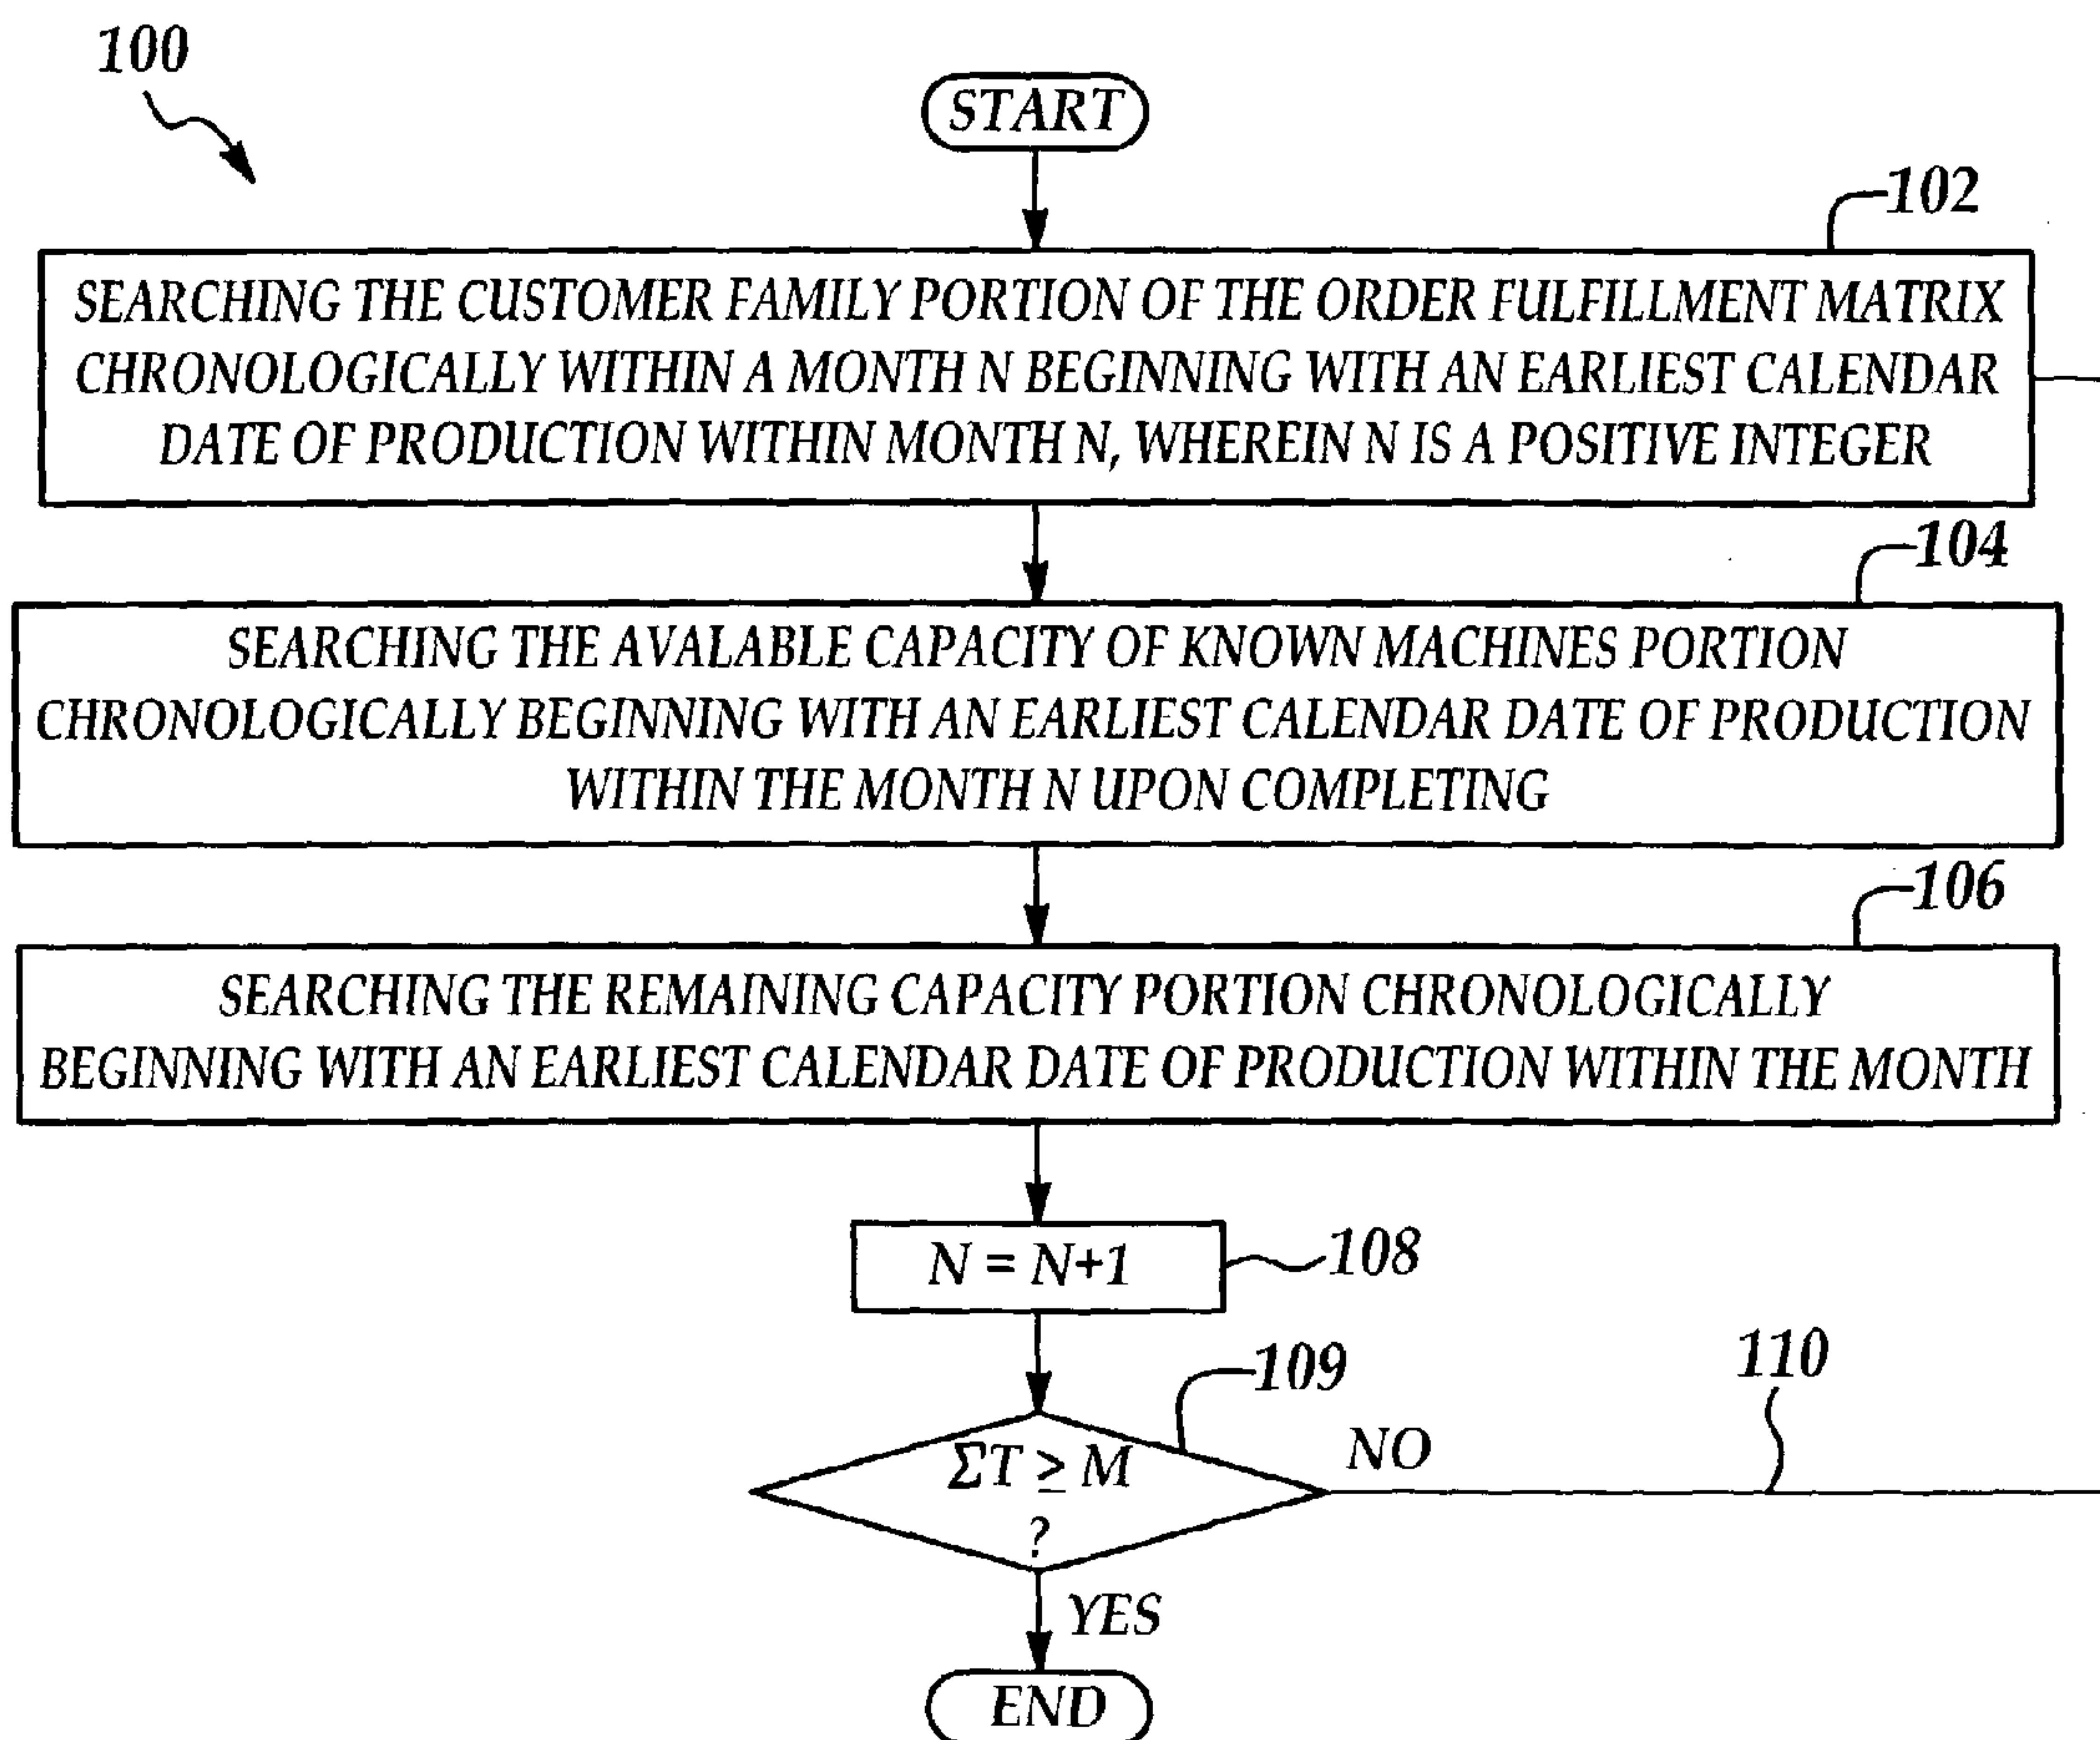 100
START
102
SEARCHING THE CUSTOMER FAMILY PORTION OF THE ORDER FULFILLMENT MATRIX
CHRONOLOGICALLY WITHIN A MONTH N BEGINNING WITH AN EARLIEST CALENDAR
DATE OF PRODUCTION WITHIN MONTH N, WHEREIN N IS A POSITIVE INTEGER
104
SEARCHING THE AVALABLE CAPACITY OF KNOWN MACHINES PORTION
CHRONOLOGICALLY BEGINNING WITH AN EARLIEST CALENDAR DATE OF PRODUCTION
WITHIN THE MONTH N UPON COMPLETING
106
SEARCHING THE REMAINING CAPACITY PORTION CHRONOLOGICALLY
BEGINNING WITH AN EARLIEST CALENDAR DATE OF PRODUCTION WITHIN THE MONTH
N = N+1
108
109
110
ΣT ≥ M
?
NO
YES
END